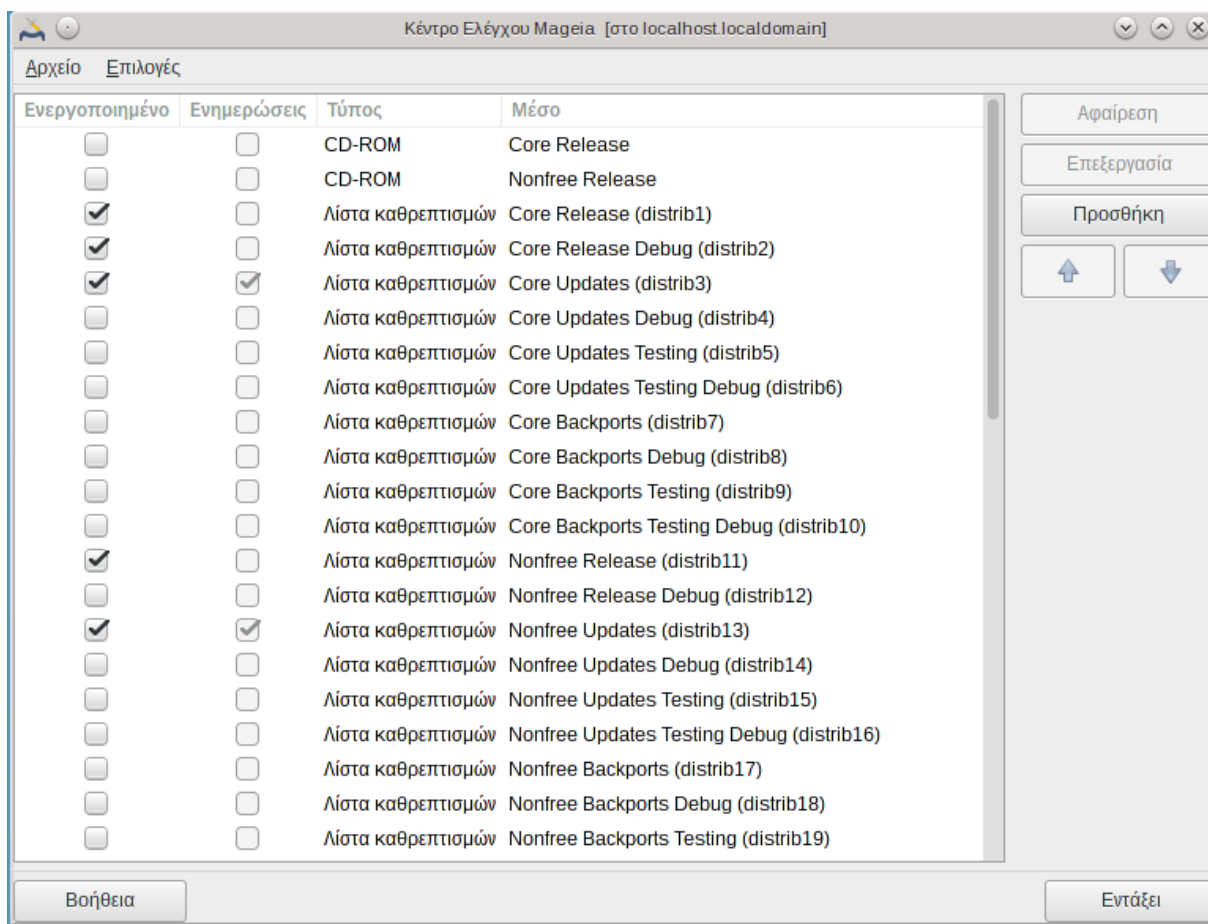 Κέντρο Ελέγχου Mageia [στο localhost.localdomain]
Αρχείο Επιλογές
Ενεργοποιημένο Ενημερώσεις Τύπος Μέσο
CD-ROM Core Release
CD-ROM Nonfree Release
Λίστα καθρεπτισμών Core Release (distrib1)
Λίστα καθρεπτισμών Core Release Debug (distrib2)
Λίστα καθρεπτισμών Core Updates (distrib3)
Λίστα καθρεπτισμών Core Updates Debug (distrib4)
Λίστα καθρεπτισμών Core Updates Testing (distrib5)
Λίστα καθρεπτισμών Core Updates Testing Debug (distrib6)
Λίστα καθρεπτισμών Core Backports (distrib7)
Λίστα καθρεπτισμών Core Backports Debug (distrib8)
Λίστα καθρεπτισμών Core Backports Testing (distrib9)
Λίστα καθρεπτισμών Core Backports Testing Debug (distrib10)
Λίστα καθρεπτισμών Nonfree Release (distrib11)
Λίστα καθρεπτισμών Nonfree Release Debug (distrib12)
Λίστα καθρεπτισμών Nonfree Updates (distrib13)
Λίστα καθρεπτισμών Nonfree Updates Debug (distrib14)
Λίστα καθρεπτισμών Nonfree Updates Testing (distrib15)
Λίστα καθρεπτισμών Nonfree Updates Testing Debug (distrib16)
Λίστα καθρεπτισμών Nonfree Backports (distrib17)
Λίστα καθρεπτισμών Nonfree Backports Debug (distrib18)
Λίστα καθρεπτισμών Nonfree Backports Testing (distrib19)
Αφαίρεση
Επεξεργασία
Προσθήκη
Βοήθεια
Εντάξει